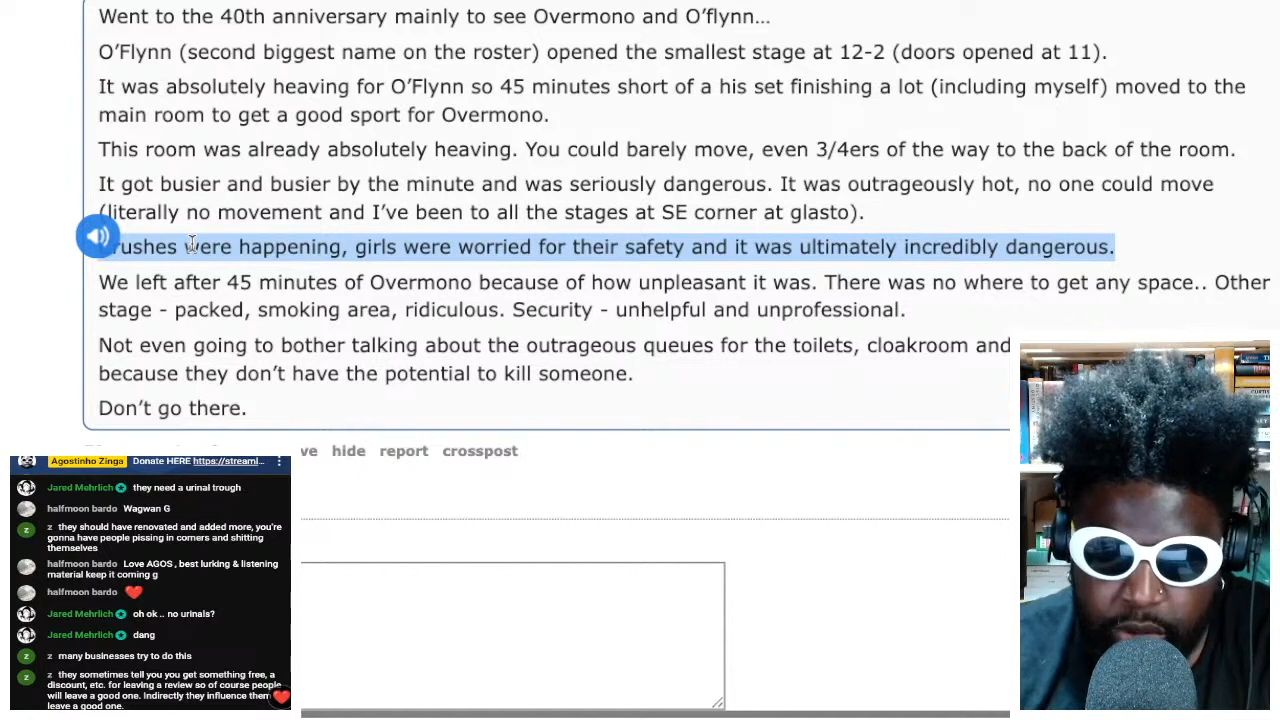 Went to the 40th anniversary mainly to see Overmono and O’flynn…
O’Flynn (second biggest name on the roster) opened the smallest stage at 12-2 (doors opened at 11).
It was absolutely heaving for O’Flynn so 45 minutes short of a his set finishing a lot (including myself) moved to the
main room to get a good sport for Overmono.
This room was already absolutely heaving. You could barely move, even 3/4ers of the way to the back of the room.
It got busier and busier by the minute and was seriously dangerous. It was outrageously hot, no one could move
(literally no movement and I’ve been to all the stages at SE corner at glasto).
rushes were happening, girls were worried for their safety and it was ultimately incredibly dangerous.
We left after 45 minutes of Overmono because of how unpleasant it was. There was no where to get any space.. Other
stage - packed, smoking area, ridiculous. Security - unhelpful and unprofessional.
Not even going to bother talking about the outrageous queues for the toilets, cloakroom and
because they don’t have the potential to kill someone.
Don’t go there.
ve hide report crosspost
Agostinho Zinga Donate HERE https://streaml...
Jared Mehrlich they need a urinal trough
halfmoon bardo Wagwan G
z they should have renovated and added more, you're
gonna have people pissing in corners and shitting
themselves
halfmoon bardo Love AGOS , best lurking & listening
material keep it coming g
halfmoon bardo ❤️
Jared Mehrlich oh ok .. no urinals?
Jared Mehrlich dang
z many businesses try to do this
z they sometimes tell you you get something free, a
discount, etc. for leaving a review so of course people
will leave a good one. Indirectly they influence them
leave a good one.